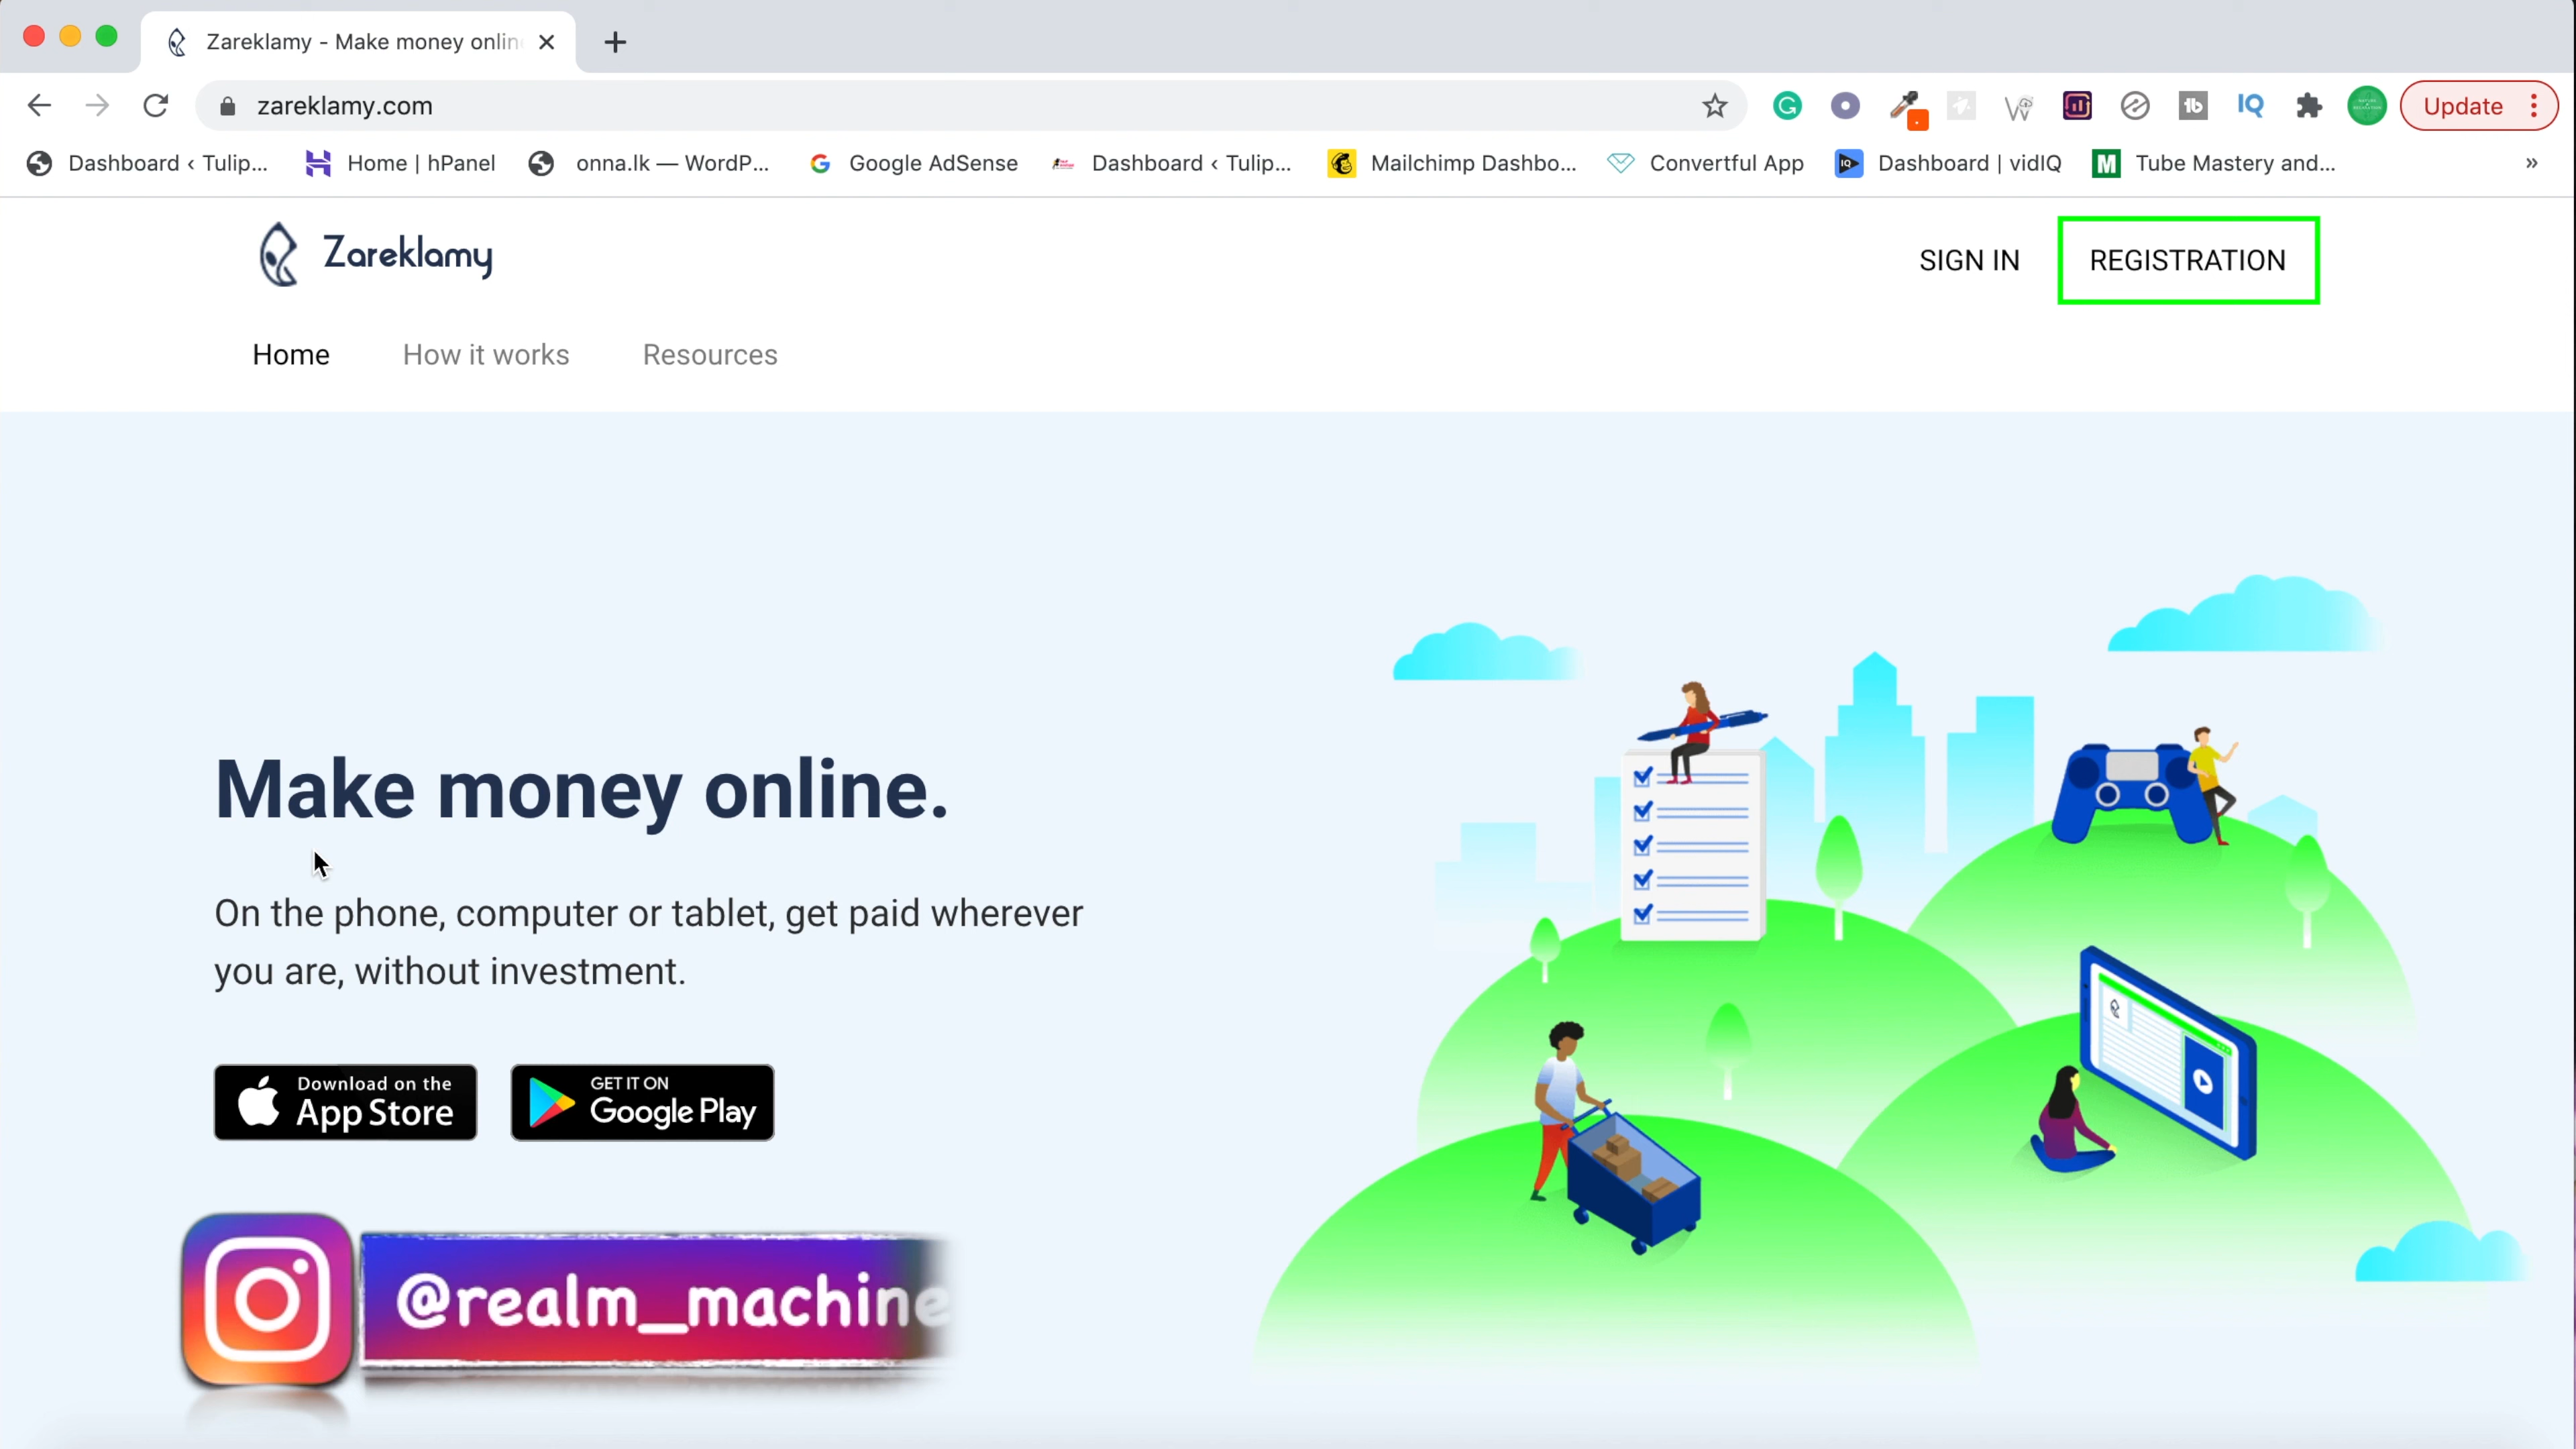 Zareklamy - Make money onlin
zareklamy.com
Update
Dashboard ‹ Tulip... Home | hPanel onna.lk — WordP... Google AdSense Dashboard ‹ Tulip... Mailchimp Dashbo... Convertful App Dashboard | vidIQ Tube Mastery and...
Zareklamy
SIGN IN REGISTRATION
Home How it works Resources
Make money online.
On the phone, computer or tablet, get paid wherever
you are, without investment.
Download on the
App Store
GET IT ON
Google Play
@realm_machine